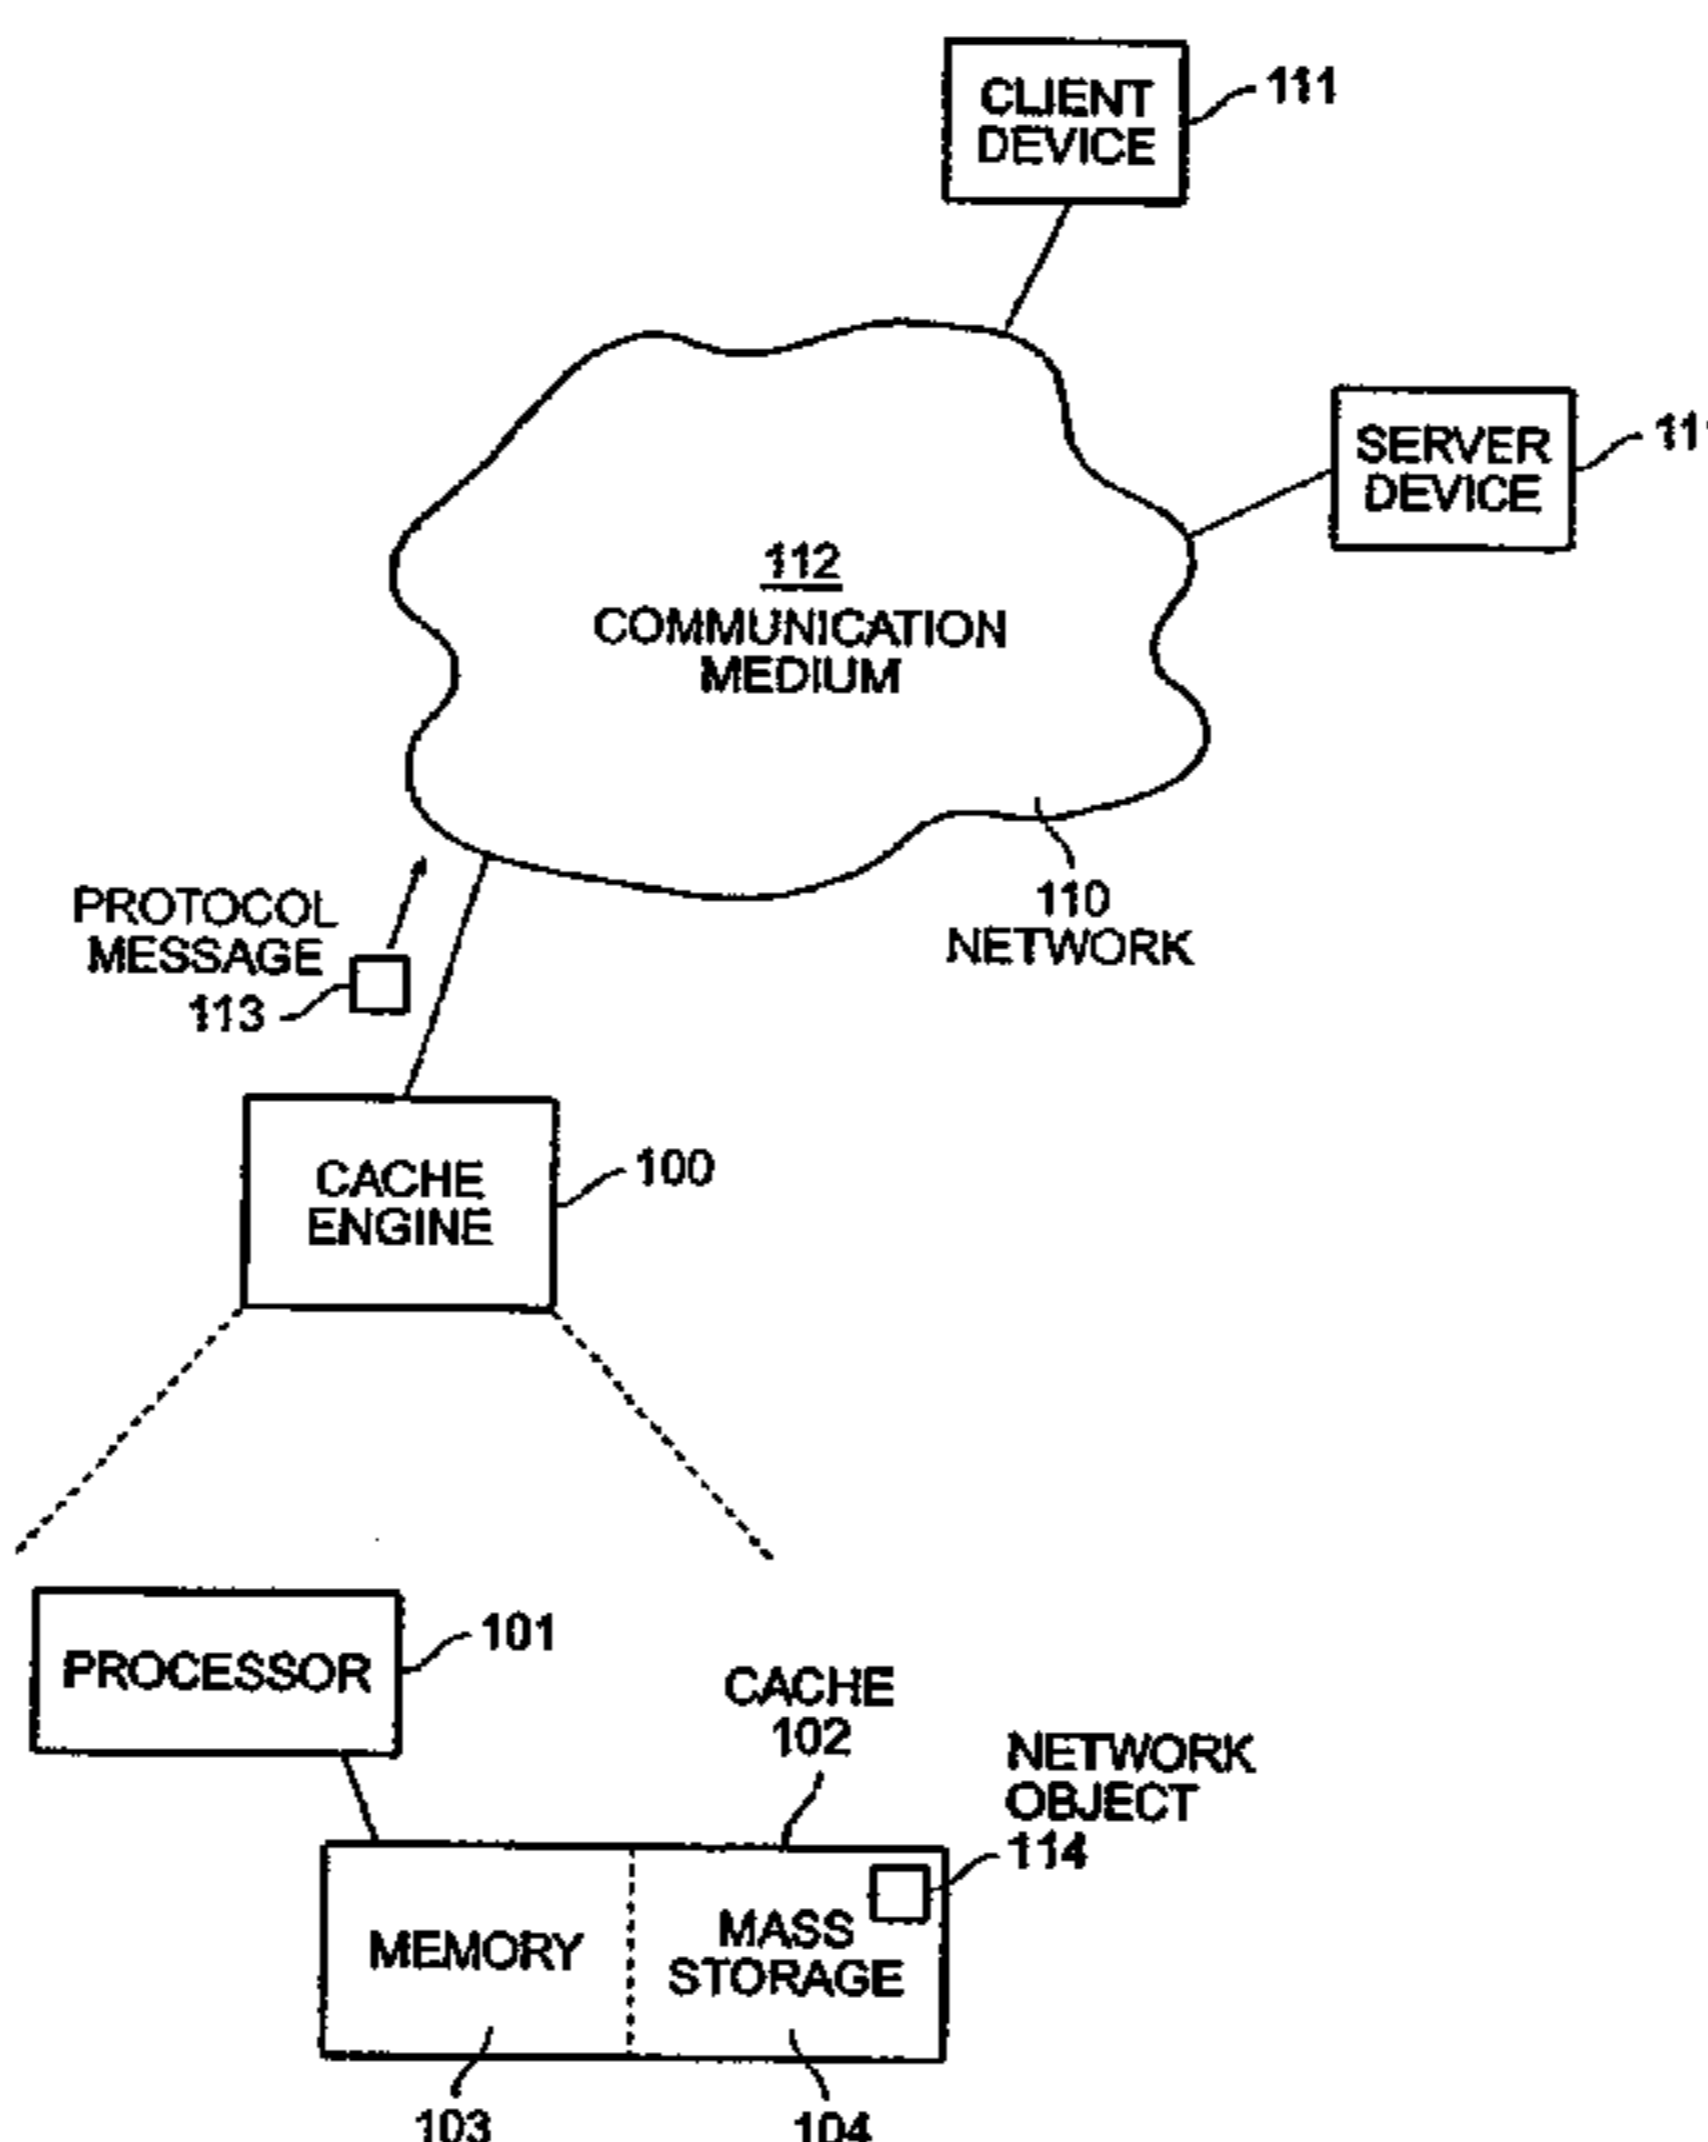 CLIENT
DEVICE
111
SERVER
DEVICE
112
COMMUNICATION
MEDIUM
110
NETWORK
PROTOCOL
MESSAGE
113
CACHE
ENGINE
100
PROCESSOR
101
CACHE
102
NETWORK
OBJECT
114
MEMORY
MASS
STORAGE
103
104